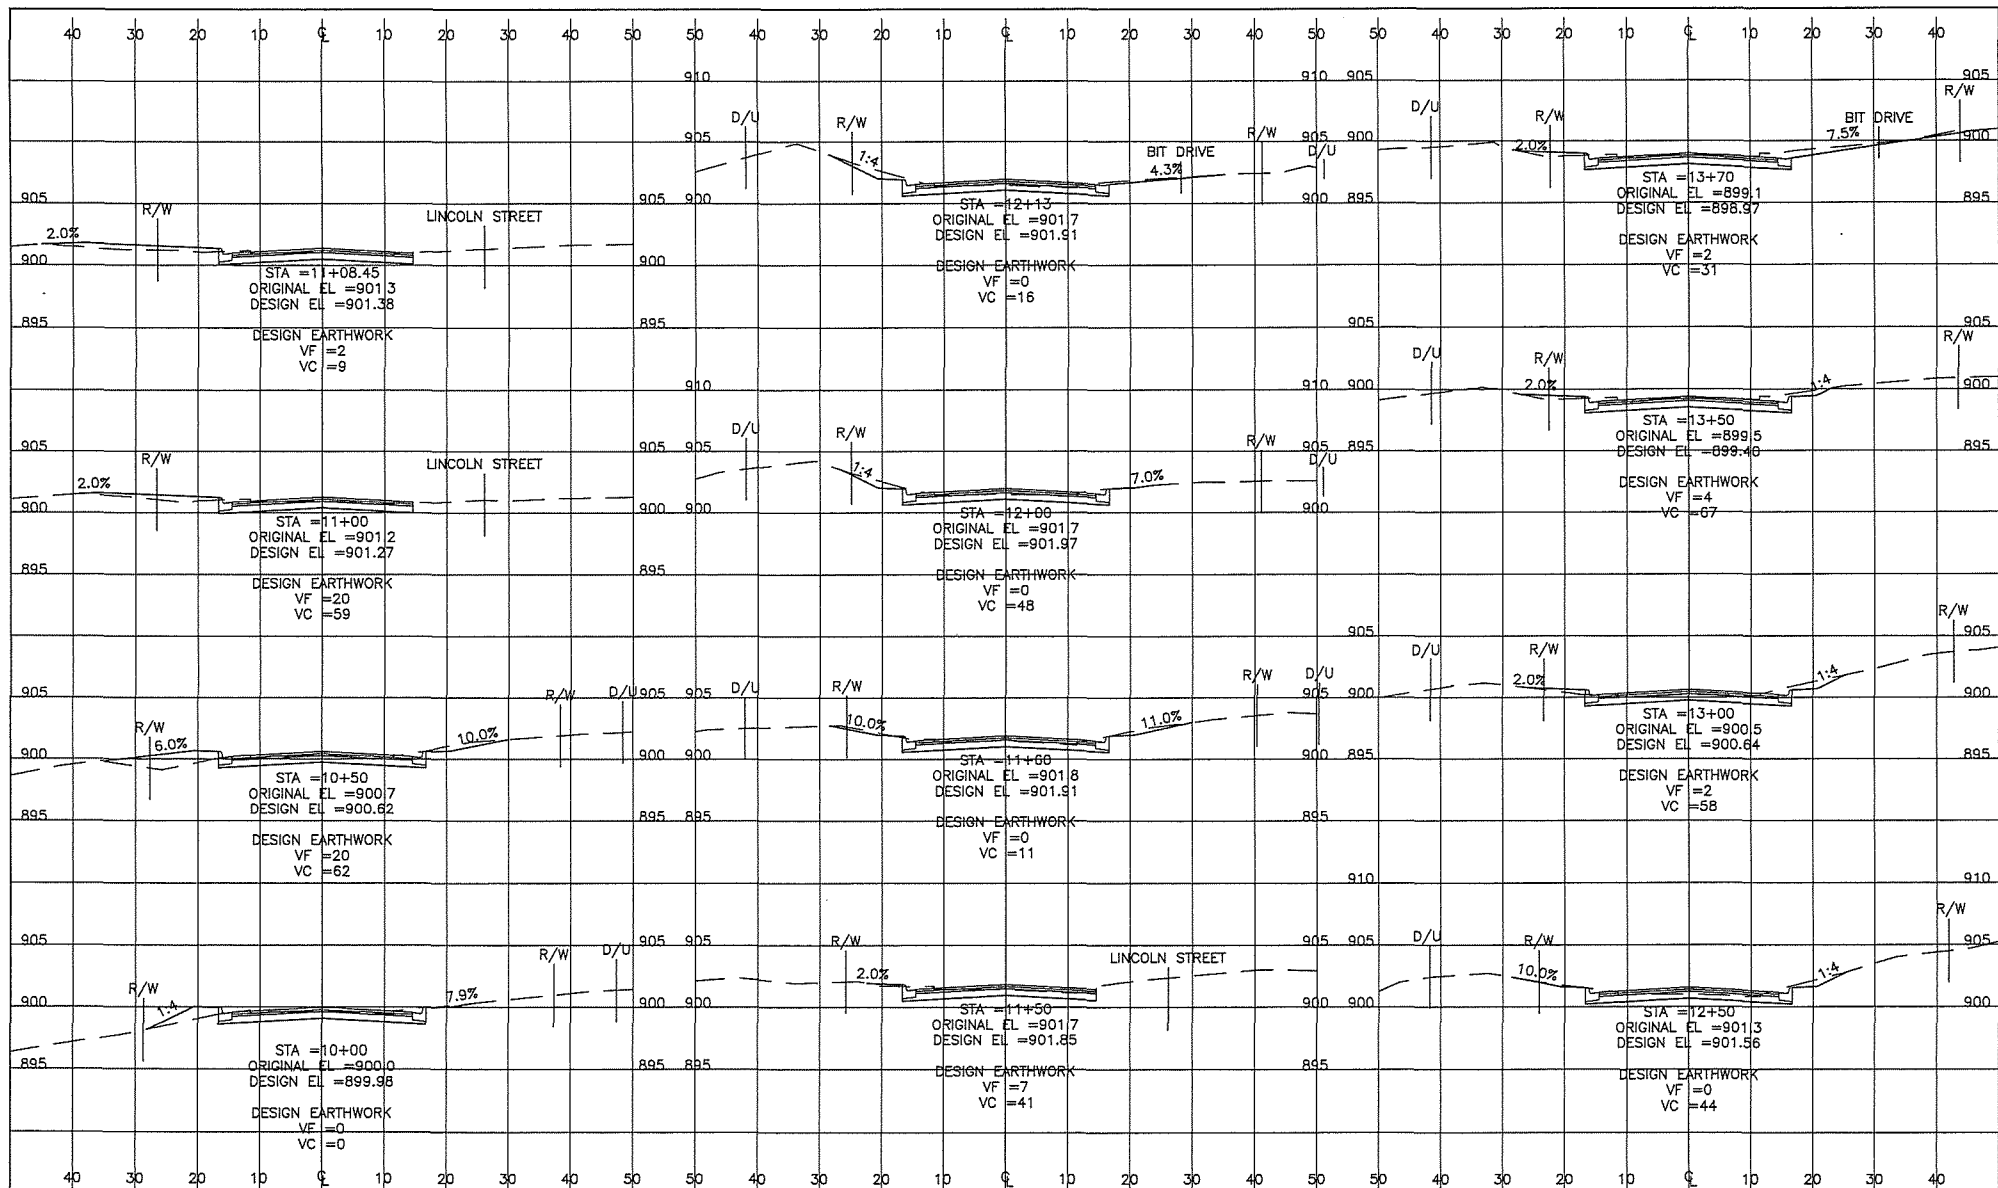 40 30 20 10 ℄ 10 20 30 40 50 40 30 20 10 ℄ 10 20 30 40 50 50 40 30 20 10 ℄ 10 20 30 40
905
R/W
LINCOLN STREET
2.0%
900
STA =11+08.45
ORIGINAL EL =901.3
DESIGN EL =901.38
DESIGN EARTHWORK
VF =2
VC =9
895
905
R/W
LINCOLN STREET
2.0%
900
STA =11+00
ORIGINAL EL =901.2
DESIGN EL =901.27
DESIGN EARTHWORK
VF =20
VC =59
895
905
R/W
R/W
D/U
6.0%
10.0%
900
STA =10+50
ORIGINAL EL =900.7
DESIGN EL =900.62
DESIGN EARTHWORK
VF =20
VC =62
895
905
R/W
R/W
D/U
1:4
7.9%
900
STA =10+00
ORIGINAL EL =900.0
DESIGN EL =899.98
DESIGN EARTHWORK
VF =0
VC =0
895
910 910
D/U
R/W
R/W
D/U
905 905
1:4
BIT DRIVE
4.3%
900 900
STA =12+13
ORIGINAL EL =901.7
DESIGN EL =901.91
900
DESIGN EARTHWORK
VF =0
VC =16
895
910 910
D/U
R/W
R/W
D/U
905 905 905
1:4
7.0%
900 900 900
STA =12+00
ORIGINAL EL =901.7
DESIGN EL =901.97
895
DESIGN EARTHWORK
VF =0
VC =48
D/U
R/W
R/W
D/U
905 905 905
10.0%
11.0%
900 900
STA =11+60
ORIGINAL EL =901.8
DESIGN EL =901.91
895 895
DESIGN EARTHWORK
VF =0
VC =11
R/W
LINCOLN STREET
905 905 905
2.0%
900 900 900
STA =11+50
ORIGINAL EL =901.7
DESIGN EL =901.85
895 895 895
DESIGN EARTHWORK
VF =7
VC =41
905 905
D/U
R/W
R/W
BIT DRIVE
900 900
2.0%
7.5%
895 895
STA =13+70
ORIGINAL EL =899.1
DESIGN EL =898.97
DESIGN EARTHWORK
VF =2
VC =31
905 905
D/U
R/W
R/W
900 900
2.0%
1:4
895 895
STA =13+50
ORIGINAL EL =899.5
DESIGN EL =899.40
DESIGN EARTHWORK
VF =4
VC =67
905 905
D/U
R/W
R/W
900 900
2.0%
1:4
895 895
STA =13+00
ORIGINAL EL =900.5
DESIGN EL =900.64
DESIGN EARTHWORK
VF =2
VC =58
910 910
D/U
R/W
R/W
905 905
10.0%
1:4
900 900
STA =12+50
ORIGINAL EL =901.3
DESIGN EL =901.56
895 895
DESIGN EARTHWORK
VF =0
VC =44
40 30 20 10 ℄ 10 20 30 40 50 40 30 20 10 ℄ 10 20 30 40 50 50 40 30 20 10 ℄ 10 20 30 40